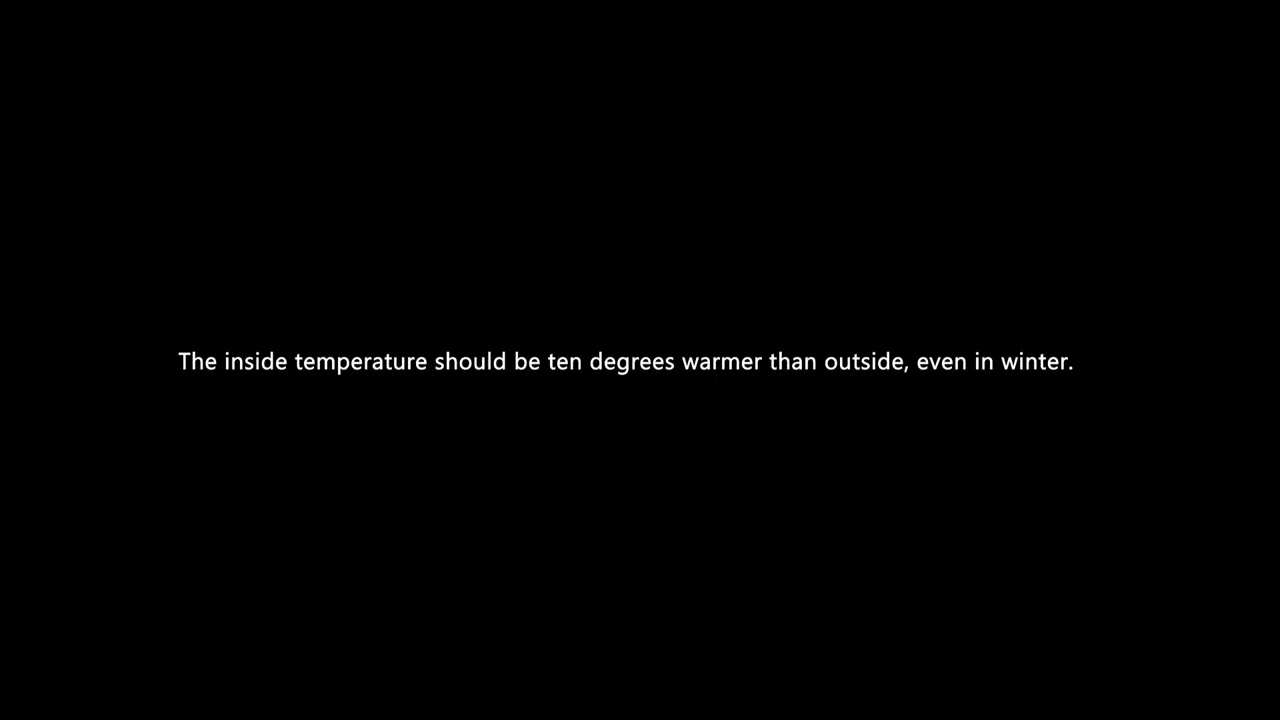 The inside temperature should be ten degrees warmer than outside, even in winter.